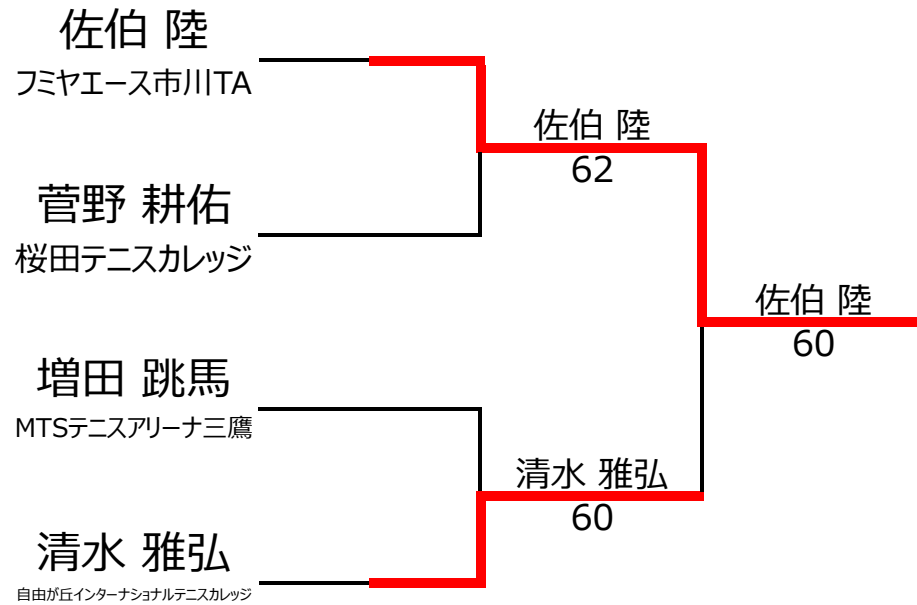 佐伯 陸
フミヤエース市川TA
佐伯 陸
62
菅野 耕佑
桜田テニスカレッジ
佐伯 陸
60
増田 跳馬
MTSテニスアリーナ三鷹
清水 雅弘
60
清水 雅弘
自由が丘インターナショナルテニスカレッジ